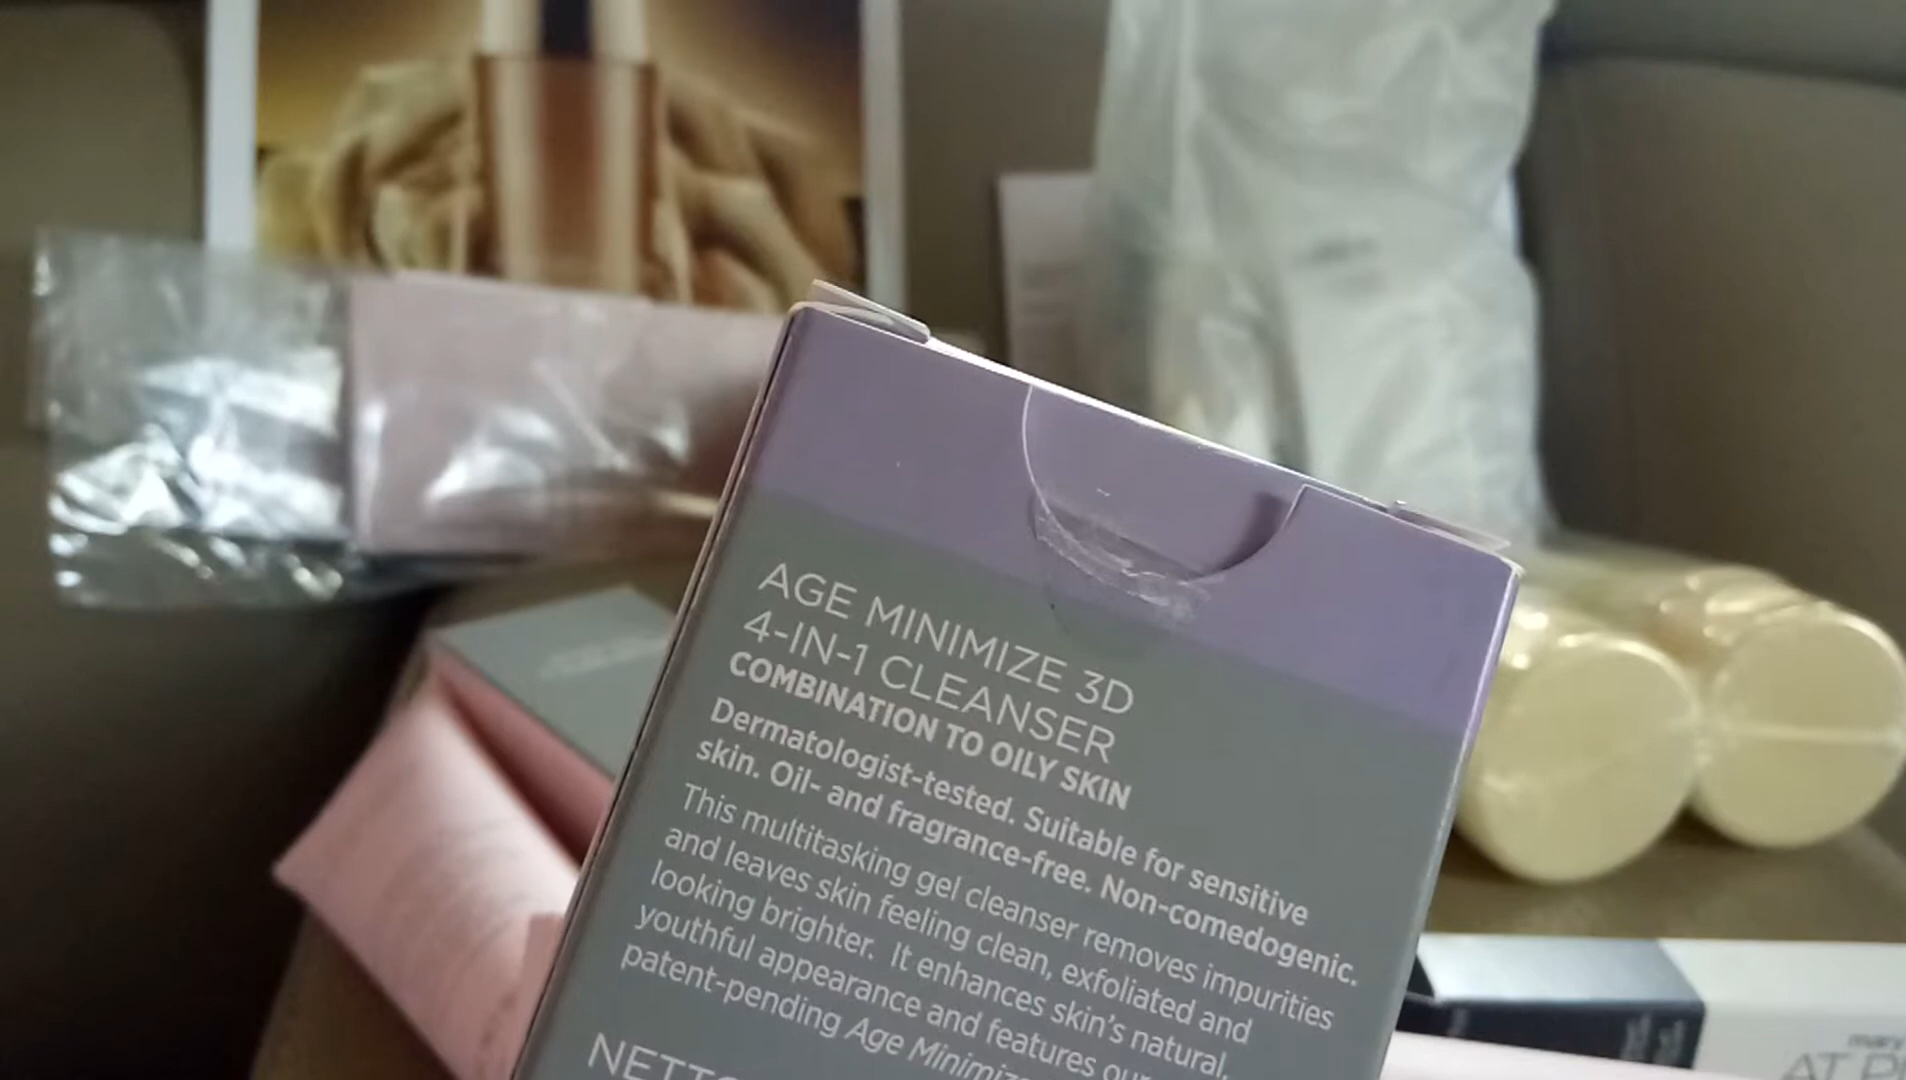 AGE MINIMIZE 3D
4-IN-1 CLEANSER
COMBINATION TO OILY SKIN
Dermatologist-tested. Suitable for sensitive
skin. Oil- and fragrance-free. Non-comedogenic.
This multitasking gel cleanser removes impurities
and leaves skin feeling clean, exfoliated and
looking brighter. It enhances skin's natural,
youthful appearance and features our
patent-pending Age Minimize
mary